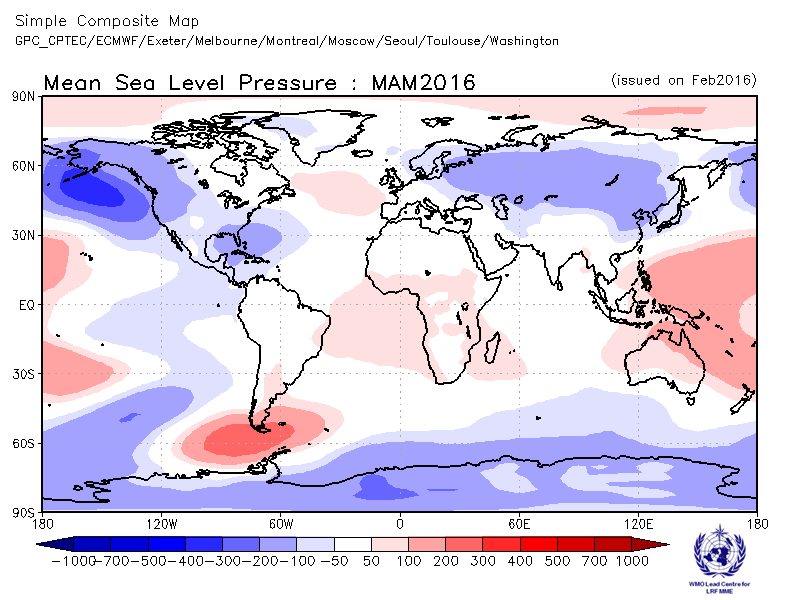 Simple Composite Map
GPC_CPTEC/ECMWF/Exeter/Melbourne/Montreal/Moscow/Seoul/Toulouse/Washington
Mean Sea Level Pressure : MAM2016 (issued on Feb2016)
90N
60N
30N
EQ
30S
60S
90S
180 120W 60W 0 60E 120E 180
-1000 -700 -500 -400 -300 -200 -100 -50 50 100 200 300 400 500 700 1000
WMO Lead Centre for
LRF MME